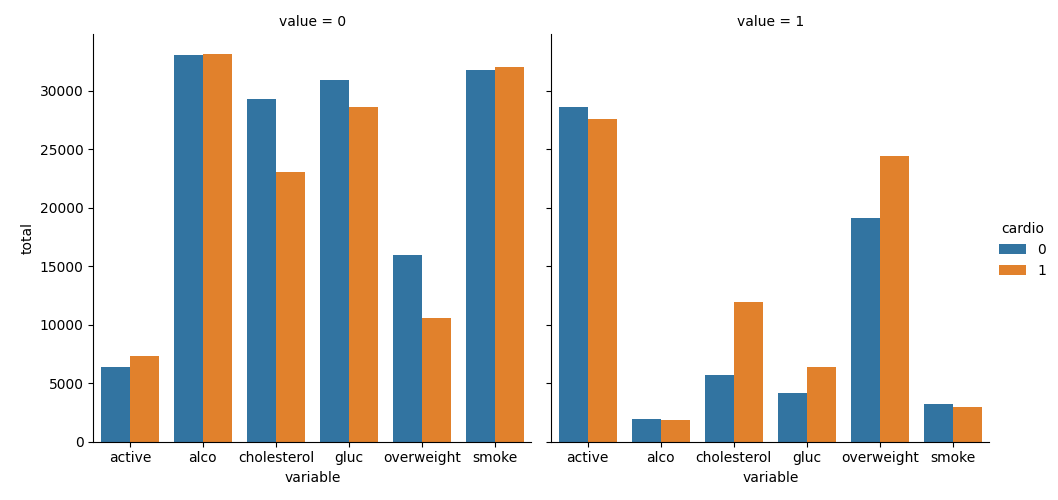 value = 0
value = 1
30000
25000
20000
15000
10000
5000
0
total
active alco cholesterol gluc overweight smoke
variable
active alco cholesterol gluc overweight smoke
variable
cardio
0
1